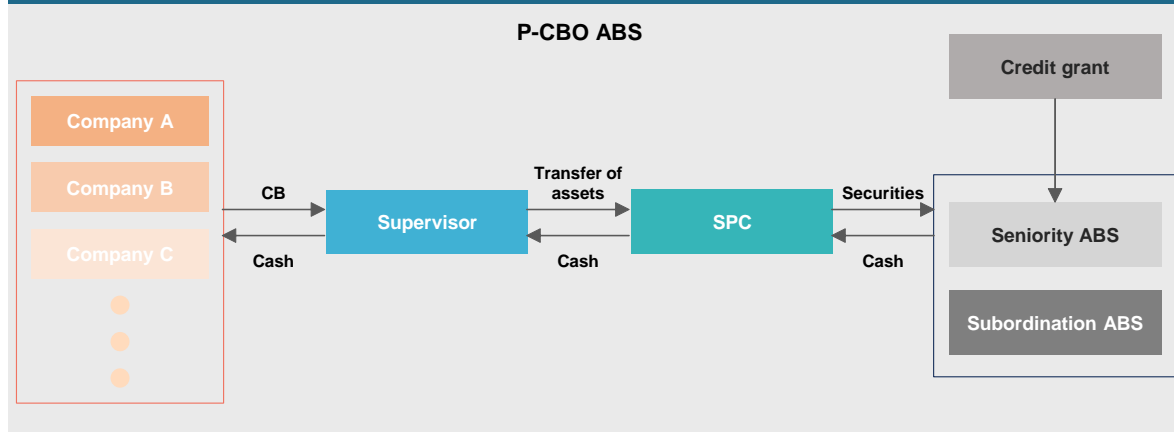 P-CBO ABS
Credit grant
Company A
Company B
Company C
CB
Cash
Supervisor
Transfer of
assets
Cash
SPC
Securities
Cash
Seniority ABS
Subordination ABS